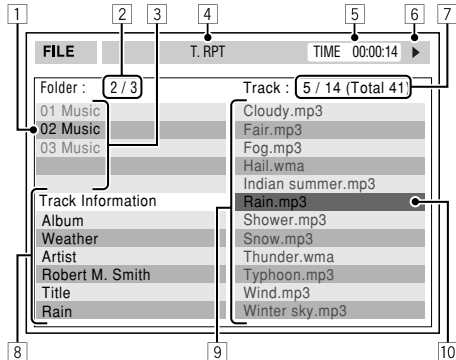 1 2 3 4 5 6 7
FILE T. RPT TIME 00:00:14
Folder : 2 / 3 Track : 5 / 14 (Total 41)
01 Music
02 Music
03 Music
Track Information
Album
Weather
Artist
Robert M. Smith
Title
Rain
Cloudy.mp3
Fair.mp3
Fog.mp3
Hail.wma
Indian summer.mp3
Rain.mp3
Shower.mp3
Snow.mp3
Thunder.wma
Typhoon.mp3
Wind.mp3
Winter sky.mp3
8 9 10